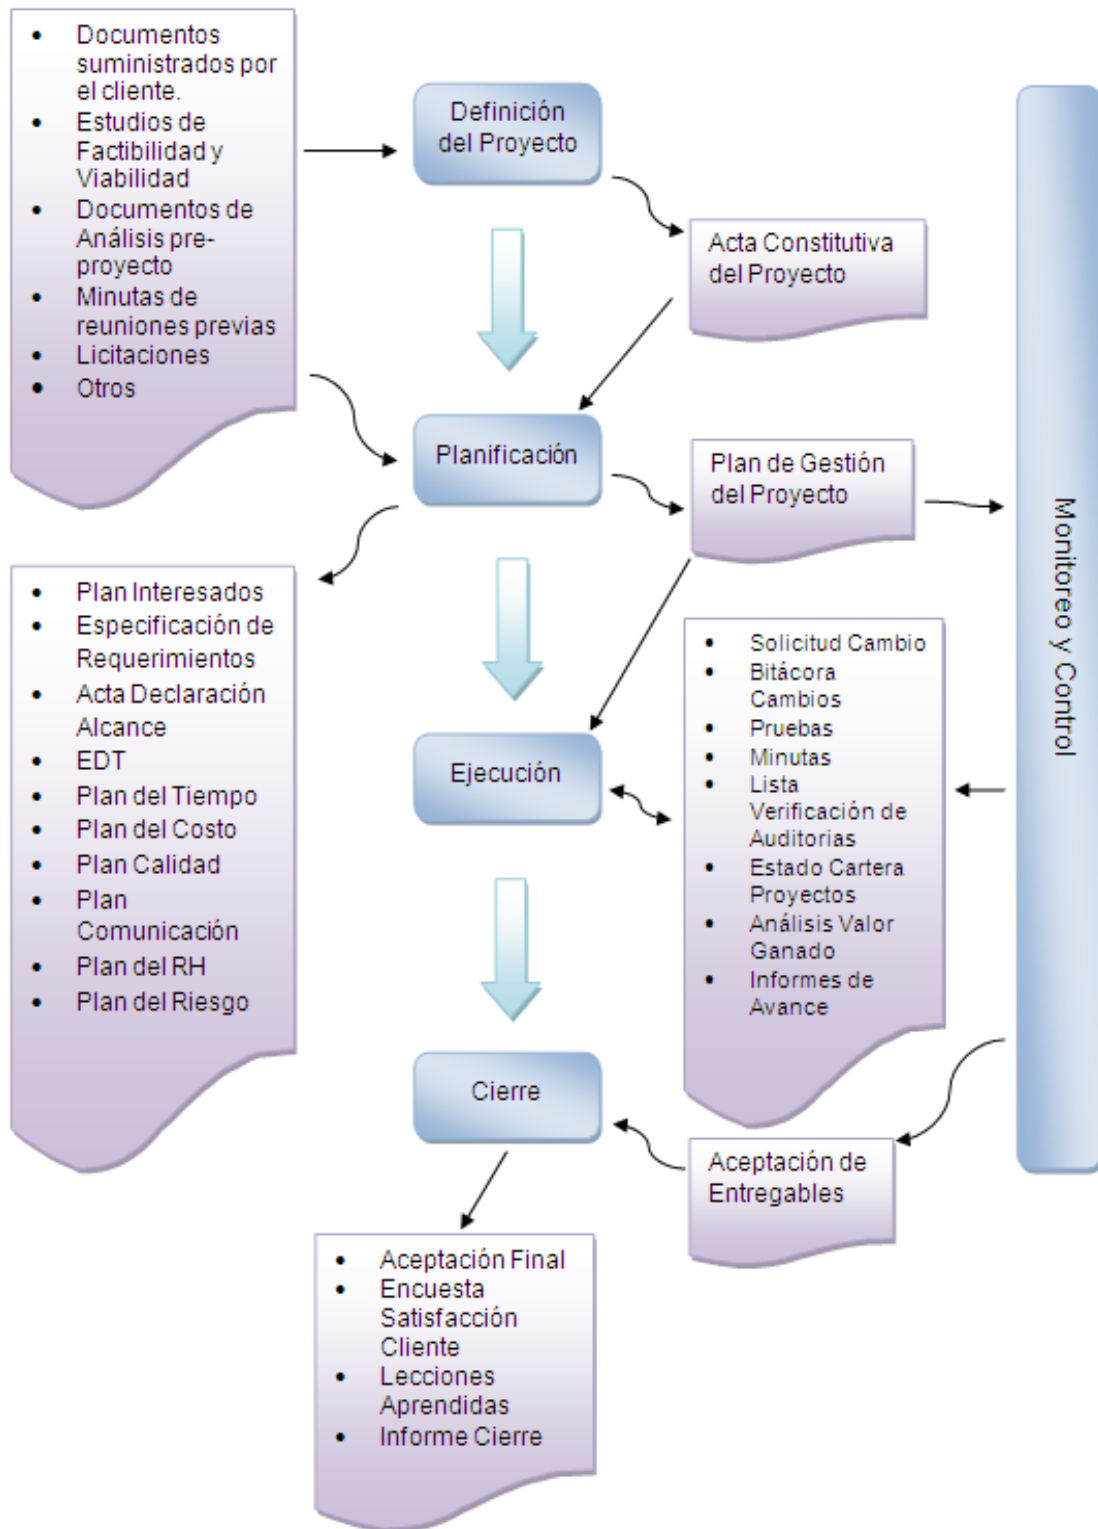 • Documentos
suministrados por
el cliente.
• Estudios de
Factibilidad y
Viabilidad
• Documentos de
Análisis pre-
proyecto
• Minutas de
reuniones previas
• Licitaciones
• Otros
Definición
del Proyecto
Acta Constitutiva
del Proyecto
Planificación
Plan de Gestión
del Proyecto
Monitoreo y Control
• Plan Interesados
• Especificación de
Requerimientos
• Acta Declaración
Alcance
• EDT
• Plan del Tiempo
• Plan del Costo
• Plan Calidad
• Plan
Comunicación
• Plan del RH
• Plan del Riesgo
Ejecución
• Solicitud Cambio
• Bitácora
Cambios
• Pruebas
• Minutas
• Lista
Verificación de
Auditorias
• Estado Cartera
Proyectos
• Análisis Valor
Ganado
• Informes de
Avance
Cierre
Aceptación de
Entregables
• Aceptación Final
• Encuesta
Satisfacción
Cliente
• Lecciones
Aprendidas
• Informe Cierre